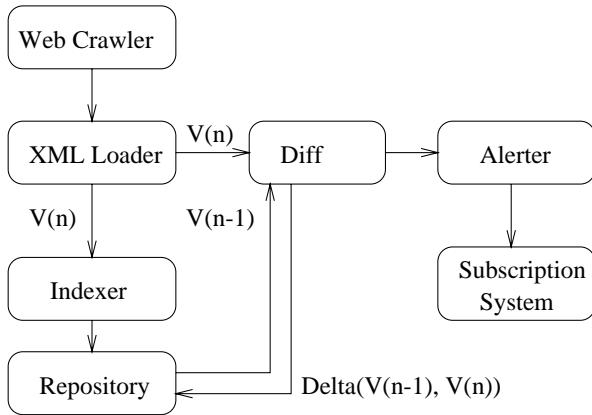 Web Crawler
XML Loader
V(n)
Diff
Alerter
V(n)
V(n-1)
Indexer
Subscription
System
Repository
Delta(V(n-1), V(n))